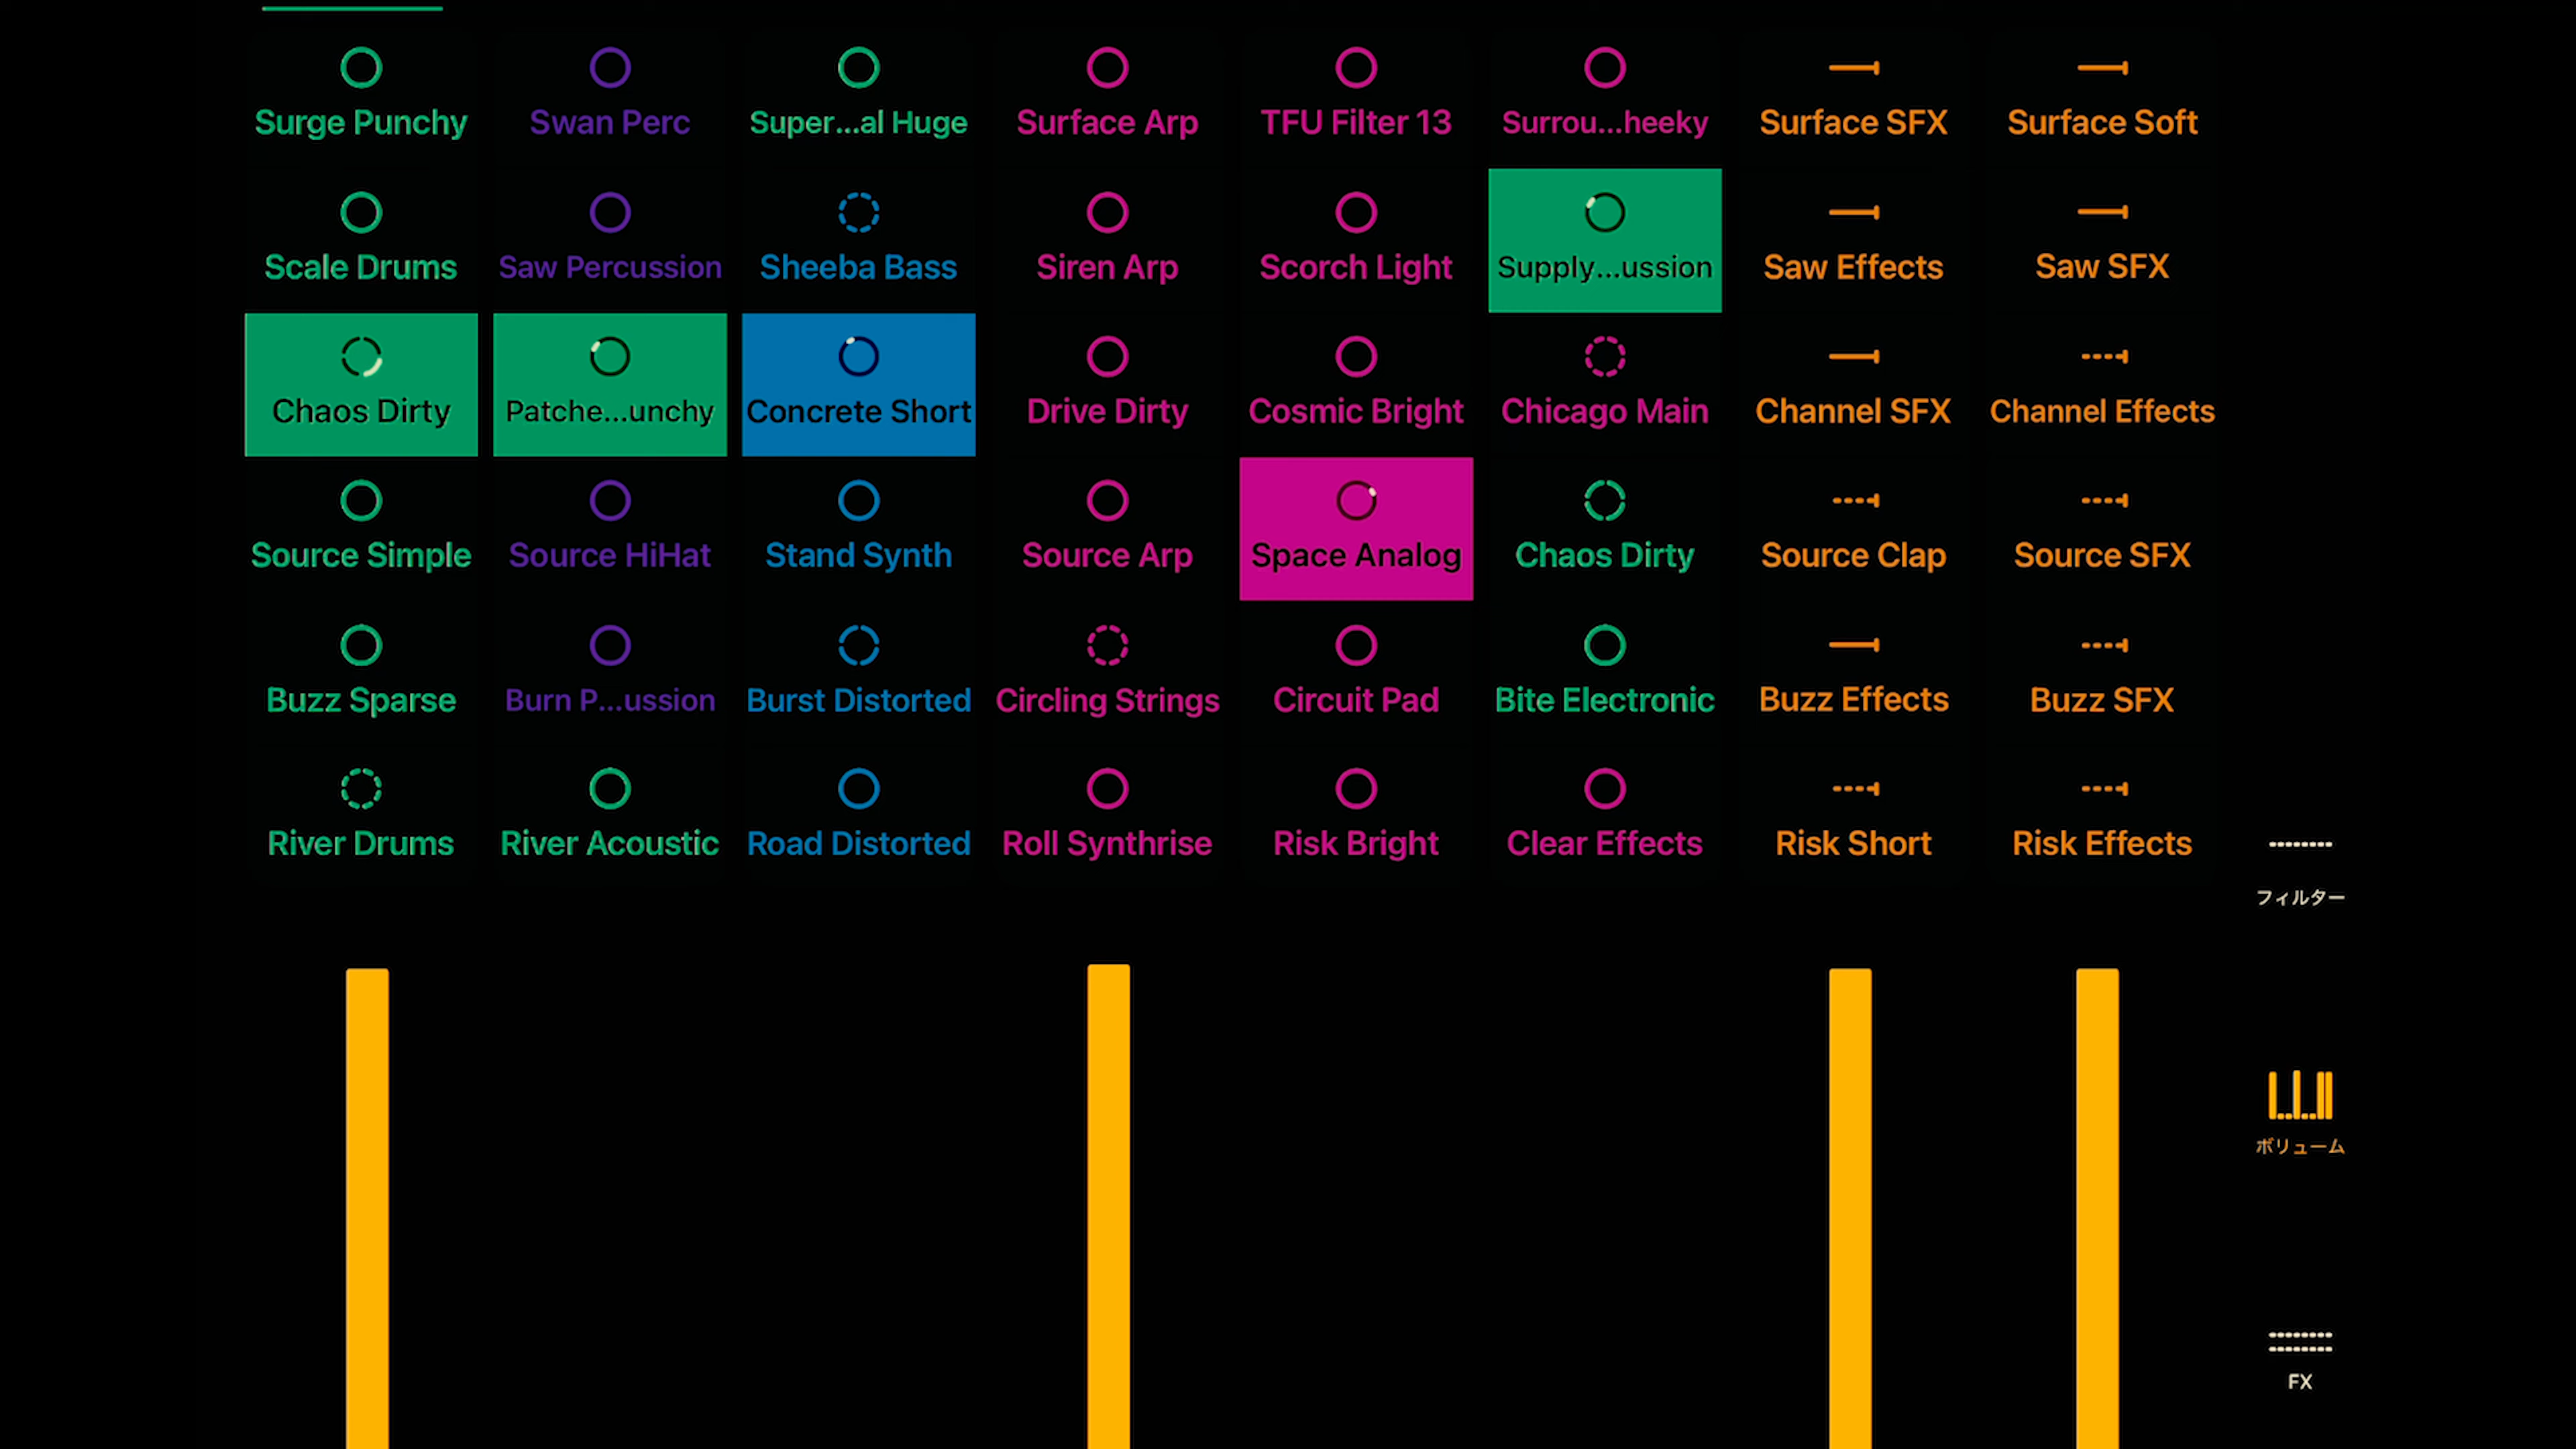 Surge Punchy
Swan Perc
Super...al Huge
Surface Arp
TFU Filter 13
Surrou...heeky
Surface SFX
Surface Soft
Scale Drums
Saw Percussion
Sheeba Bass
Siren Arp
Scorch Light
Supply...ussion
Saw Effects
Saw SFX
Chaos Dirty
Patche...unchy
Concrete Short
Drive Dirty
Cosmic Bright
Chicago Main
Channel SFX
Channel Effects
Source Simple
Source HiHat
Stand Synth
Source Arp
Space Analog
Chaos Dirty
Source Clap
Source SFX
Buzz Sparse
Burn P...ussion
Burst Distorted
Circling Strings
Circuit Pad
Bite Electronic
Buzz Effects
Buzz SFX
River Drums
River Acoustic
Road Distorted
Roll Synthrise
Risk Bright
Clear Effects
Risk Short
Risk Effects
フィルター
ボリューム
FX